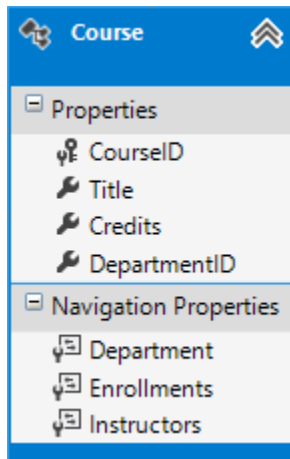 Course
Properties
CourseID
Title
Credits
DepartmentID
Navigation Properties
Department
Enrollments
Instructors